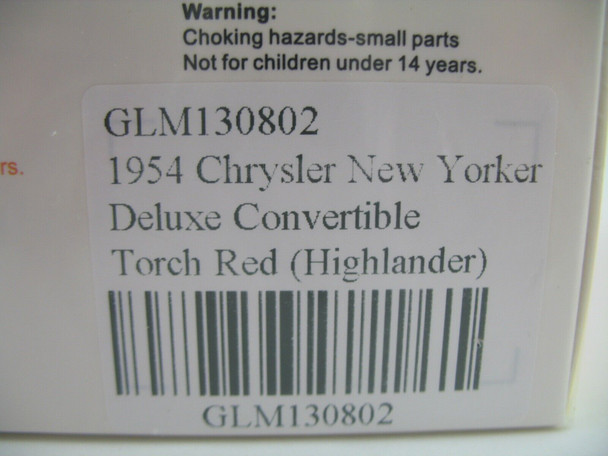 Warning:
Choking hazards-small parts
Not for children under 14 years.
rs.
GLM130802
1954 Chrysler New Yorker
Deluxe Convertible
Torch Red (Highlander)
GLM130802